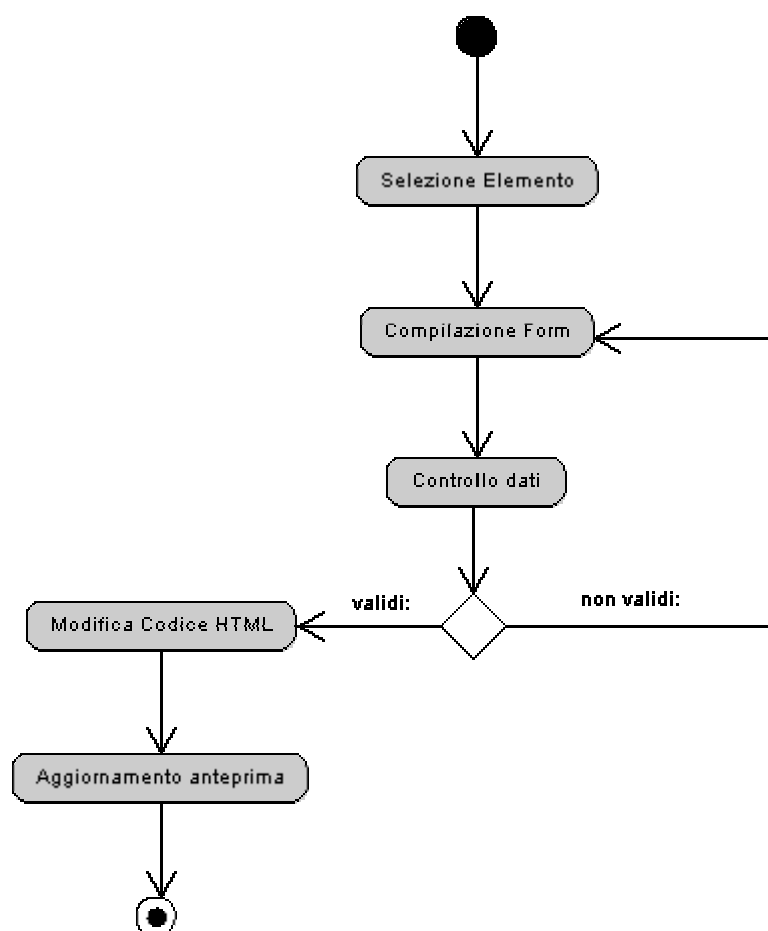 Selezione Elemento
Compilazione Form
Controllo dati
validi:
non validi:
Modifica Codice HTML
Aggiornamento anteprima